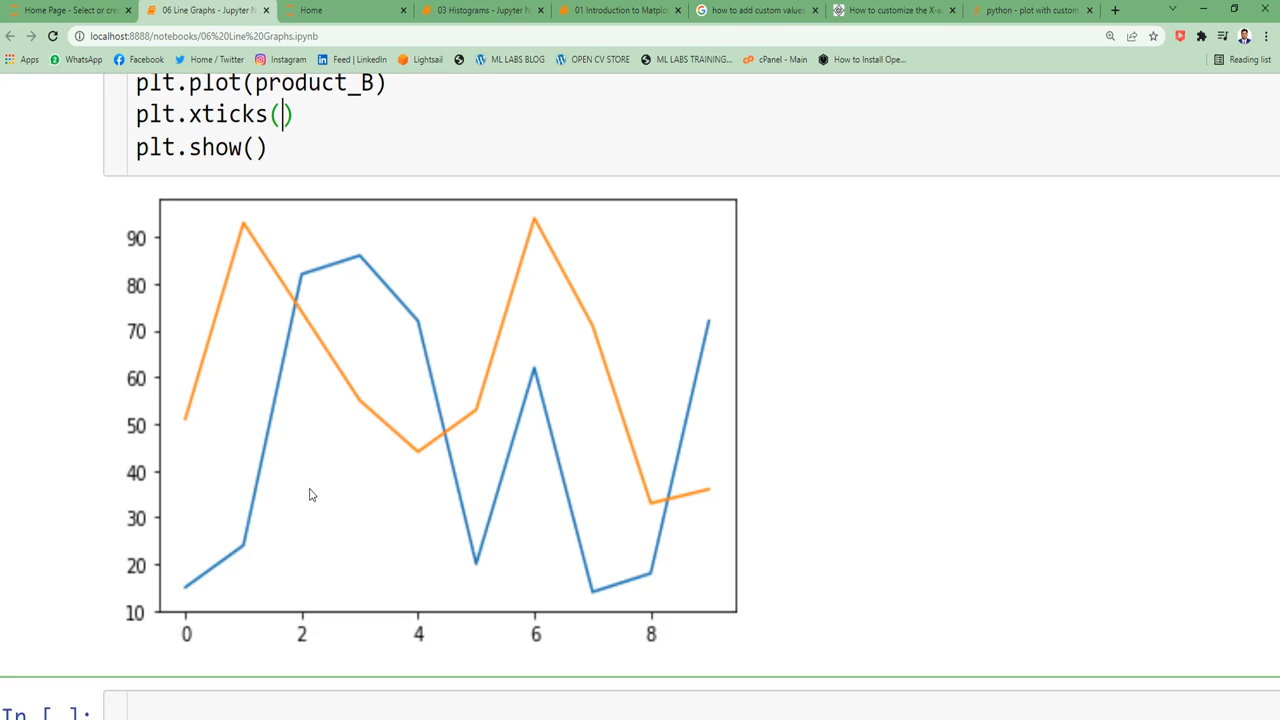 Home Page - Select or cre
06 Line Graphs - Jupyter N
Home
03 Histograms - Jupyter N
01 Introduction to Matplo
how to add custom values
How to customize the X-a
python - plot with custom
localhost:8888/notebooks/06%20Line%20Graphs.ipynb
Apps
WhatsApp
Facebook
Home / Twitter
Instagram
Feed | LinkedIn
Lightsail
ML LABS BLOG
OPEN CV STORE
ML LABS TRAINING...
cPanel - Main
How to Install Ope...
Reading list
plt.plot(product_B)
plt.xticks()
plt.show()
90
80
70
60
50
40
30
20
10
0 2 4 6 8
In [ ]: